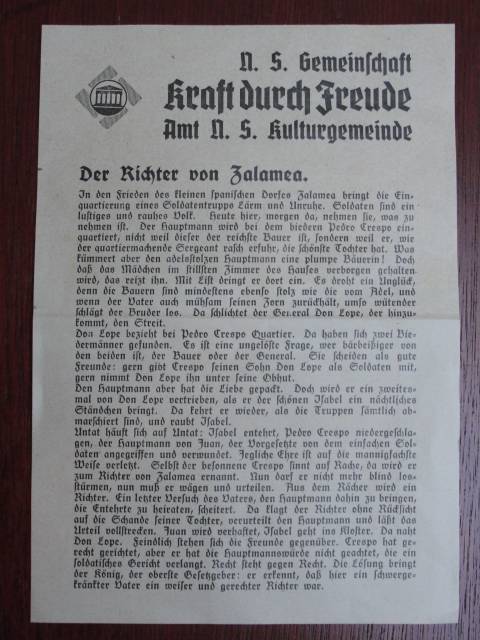 N. S. Gemeinschaft
Kraft durch Freude
Amt N. S. Kulturgemeinde
Der Richter von Zalamea.
In den Frieden des kleinen spanischen Dorfes Zalamea bringt die Ein-
quartierung eines Soldatentrupps Lärm und Unruhe. Soldaten sind ein
lustiges und rauhes Volk. Heute hier, morgen da, nehmen sie, was zu
nehmen ist. Der Hauptmann wird bei dem biedern Pedro Crespo ein-
quartiert, nicht weil dieser der reichste Bauer ist, sondern weil er, wie
der quartiermachende Sergeant rasch erfuhr, die schönste Tochter hat. Was
kümmert aber den adelsstolzen Hauptmann eine plumpe Bäuerin! Doch
daß das Mädchen im stillsten Zimmer des Hauses verborgen gehalten
wird, das reizt ihn. Mit List dringt er dort ein. Es droht ein Unglück,
denn die Bauern sind mindestens ebenso stolz wie die vom Adel, und
wenn der Vater auch mühsam seinen Zorn zurückhält, umso wütender
schlägt der Bruder los. Da schlichtet der General Don Lope, der hinzu-
kommt, den Streit.
Don Lope bezieht bei Pedro Crespo Quartier. Da haben sich zwei Bie-
dermänner gefunden. Es ist eine ungelöste Frage, wer bärbeißiger von
den beiden ist, der Bauer oder der General. Sie scheiden als gute
Freunde: gern gibt Crespo seinen Sohn Don Lope als Soldaten mit,
gern nimmt Don Lope ihn unter seine Obhut.
Den Hauptmann aber hat die Liebe gepackt. Doch wird er ein zweites-
mal von Don Lope vertrieben, als er der schönen Isabel ein nächtliches
Ständchen bringt. Da kehrt er wieder, als die Truppen sämtlich ab-
marschiert sind, und raubt Isabel.
Untat häuft sich auf Untat: Isabel entehrt, Pedro Crespo niedergeschla-
gen, der Hauptmann von Juan, der Vorgesetzte von dem einfachen Sol-
daten angegriffen und verwundet. Jegliche Ehre ist auf die mannigfachste
Weise verletzt. Selbst der besonnene Crespo sinnt auf Rache, da wird er
zum Richter von Zalamea ernannt. Nun darf er nicht mehr blind los-
stürmen, nun muß er wägen und urteilen. Aus dem Rächer wird ein
Richter. Ein letzter Versuch des Vaters, den Hauptmann dahin zu bringen,
die Entehrte zu heiraten, scheitert. Da klagt der Richter ohne Rücksicht
auf die Schande seiner Tochter, verurteilt den Hauptmann und läßt das
Urteil vollstrecken. Juan wird verhaftet, Isabel geht ins Kloster. Da naht
Don Lope. Feindlich stehen sich die Freunde gegenüber. Crespo hat ge-
recht gerichtet, aber er hat die Hauptmannswürde nicht geachtet, die ein
soldatisches Gericht verlangt. Recht steht gegen Recht. Die Lösung bringt
der König, der oberste Gesetzgeber: er erkennt, daß hier ein schwerge-
kränkter Vater ein weiser und gerechter Richter war.